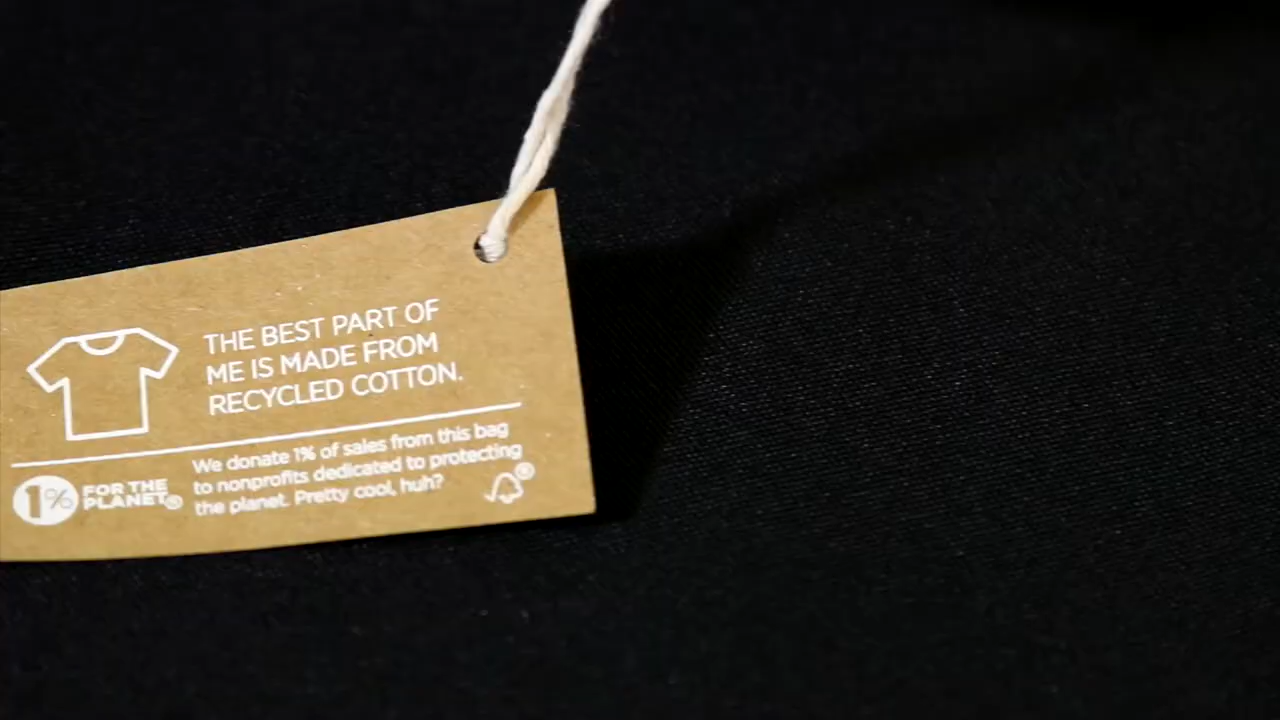 THE BEST PART OF
ME IS MADE FROM
RECYCLED COTTON.
We donate 1% of sales from this bag
to nonprofits dedicated to protecting
the planet. Pretty cool, huh?
1% FOR THE
PLANET®
®